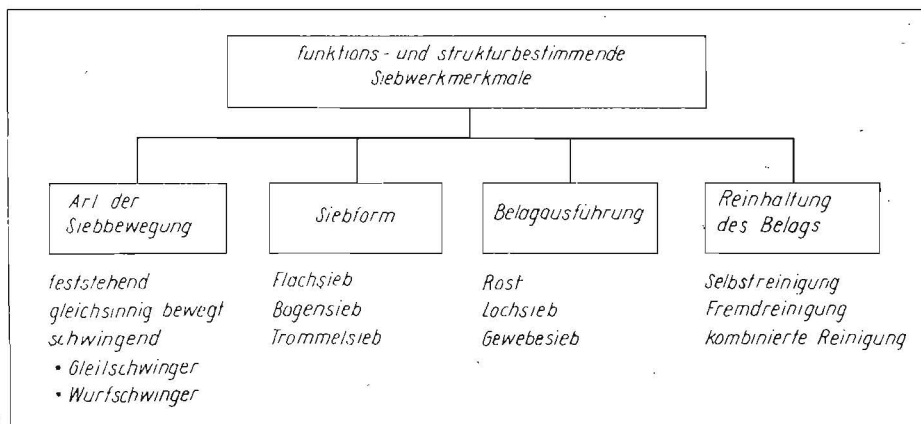 funktions- und strukturbestimmende
Siebwerkmerkmale
Art der
Siebbewegung
Siebform
Belagausführung
Reinhaltung
des Belags
feststehend
gleichsinnig bewegt
schwingend
• Gleitschwinger
• Wurfschwinger
Flachsieb
Bogensieb
Trommelsieb
Rost
Lochsieb
Gewebesieb
Selbstreinigung
Fremdreinigung
kombinierte Reinigung